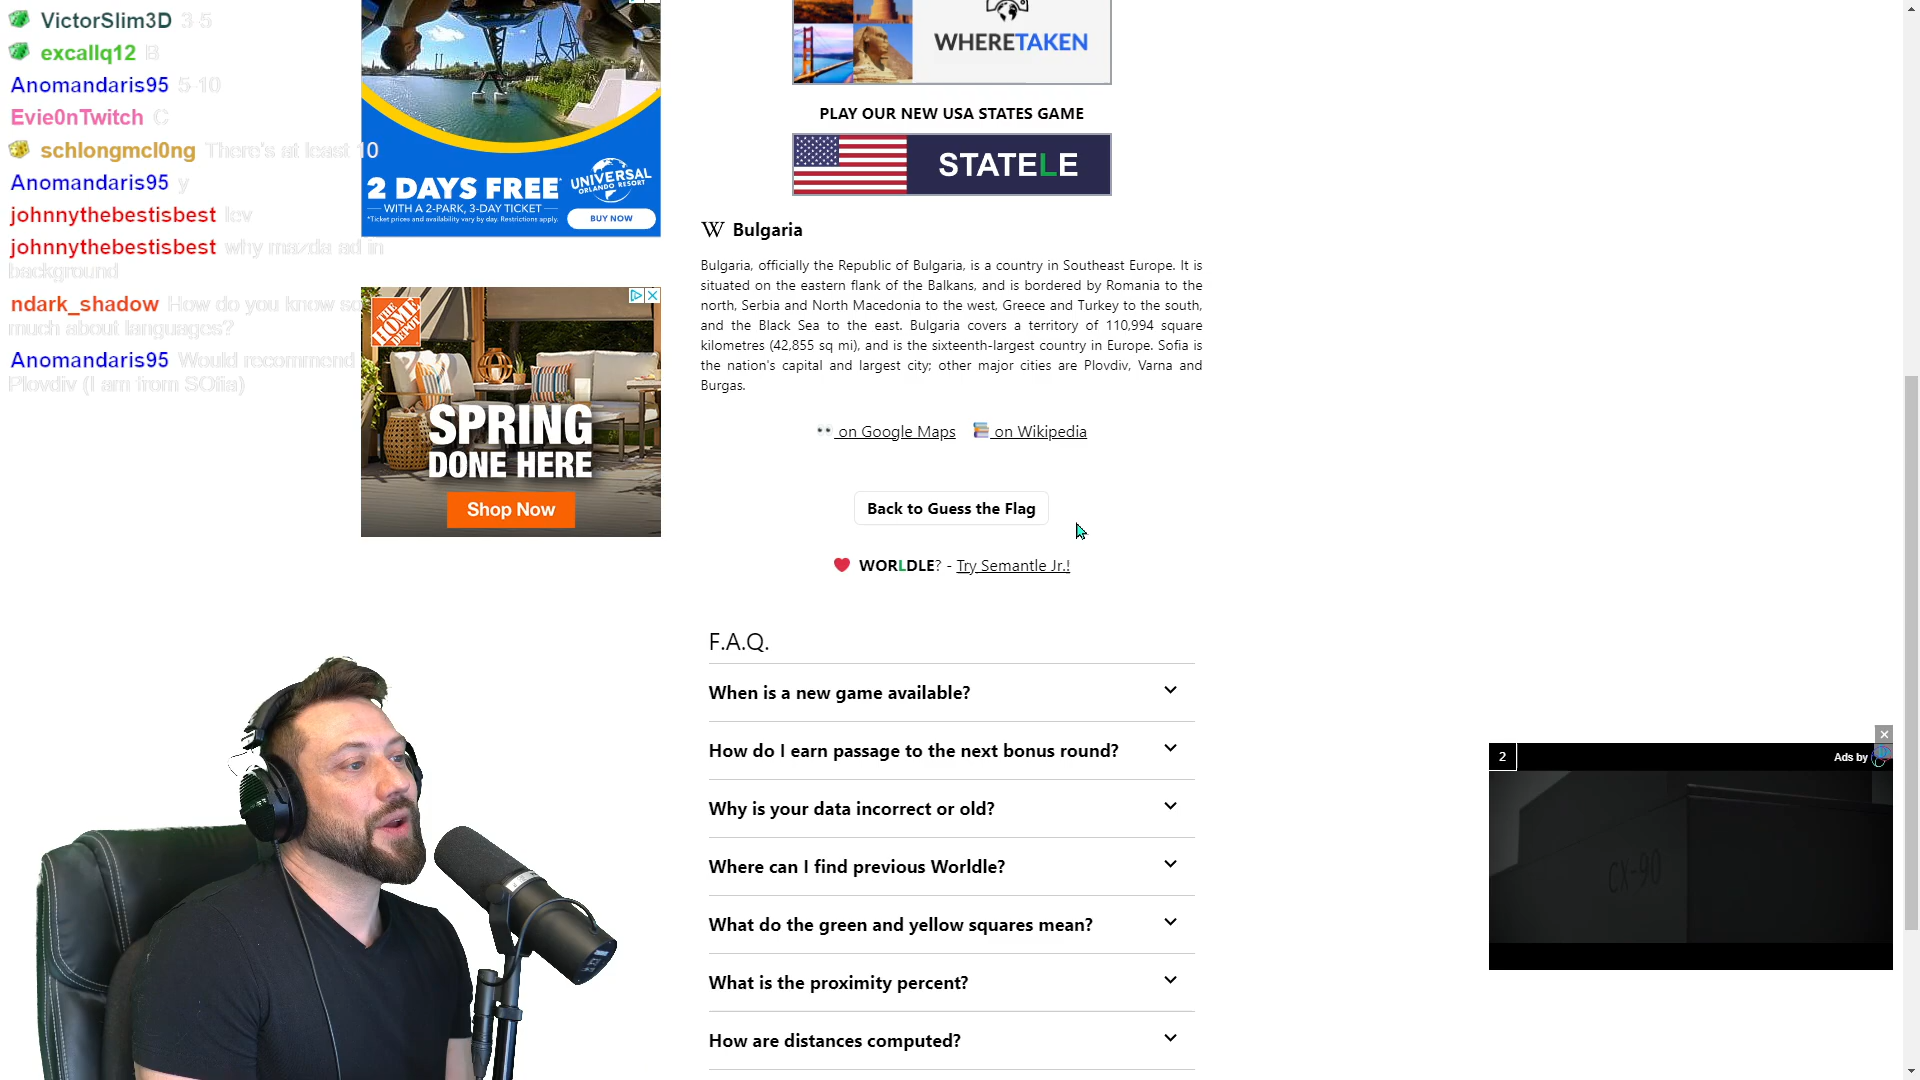 VictorSlim3D 3-5
excallq12 B
Anomandaris95 5-10
Evie0nTwitch C
schlongmcl0ng There's at least 10
Anomandaris95 y
johnnythebestisbest lev
johnnythebestisbest why mazda ad in
background
ndark_shadow How do you know so
much about languages?
Anomandaris95 Would recommend
Plovdiv (I am from SOfia)
2 DAYS FREE*
WITH A 2-PARK, 3-DAY TICKET
*Ticket prices and availability vary by day. Restrictions apply.
UNIVERSAL
ORLANDO RESORT
BUY NOW
THE HOME DEPOT
SPRING
DONE HERE
Shop Now
WHERETAKEN
PLAY OUR NEW USA STATES GAME
STATELE
W Bulgaria
Bulgaria, officially the Republic of Bulgaria, is a country in Southeast Europe. It is
situated on the eastern flank of the Balkans, and is bordered by Romania to the
north, Serbia and North Macedonia to the west, Greece and Turkey to the south,
and the Black Sea to the east. Bulgaria covers a territory of 110,994 square
kilometres (42,855 sq mi), and is the sixteenth-largest country in Europe. Sofia is
the nation's capital and largest city; other major cities are Plovdiv, Varna and
Burgas.
👀 on Google Maps 📚 on Wikipedia
Back to Guess the Flag
❤️ WORLDLE? - Try Semantle Jr.!
F.A.Q.
When is a new game available?
How do I earn passage to the next bonus round?
Why is your data incorrect or old?
Where can I find previous Worldle?
What do the green and yellow squares mean?
What is the proximity percent?
How are distances computed?
2
Ads by
CX-90